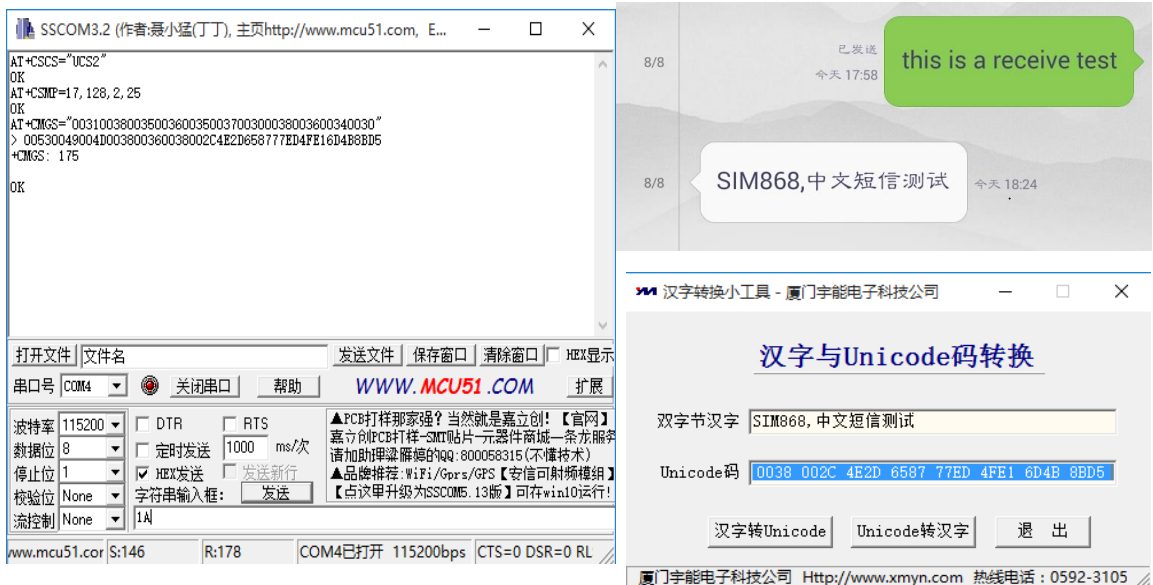 SSCOM3.2 (作者:聂小猛(丁丁), 主页http://www.mcu51.com, E...
AT+CSCS="UCS2"
OK
AT+CSMP=17,128,2,25
OK
AT+CMGS="00310038003500360035003700300038003600340030"
> 00530049004D003800360038002C4E2D658777ED4FE16D4B8BD5
+CMGS: 175
OK
打开文件 文件名 发送文件 保存窗口 清除窗口 HEX显示
串口号 COM4 关闭串口 帮助 WWW.MCU51.COM 扩展
波特率 115200 DTR RTS
数据位 8 定时发送 1000 ms/次
停止位 1 HEX发送 发送新行
校验位 None 字符串输入框: 发送
流控制 None 1A
▲PCB打样那家强?当然就是嘉立创!【官网】
嘉立创PCB打样-SMT贴片-元器件商城一条龙服务
请加助理梁雁婷的QQ:800058315(不懂技术)
▲品牌推荐:WiFi/Gprs/GPS【安信可射频模组】
【点这里升级为SSCOM5.13版】可在win10运行!
www.mcu51.cor S:146 R:178 COM4已打开 115200bps CTS=0 DSR=0 RL
8/8 已发送 今天 17:58 this is a receive test
8/8 SIM868,中文短信测试 今天 18:24
汉字转换小工具 - 厦门宇能电子科技公司
汉字与Unicode码转换
双字节汉字 SIM868,中文短信测试
Unicode码 0038 002C 4E2D 6587 77ED 4FE1 6D4B 8BD5
汉字转Unicode Unicode转汉字 退 出
厦门宇能电子科技公司 Http://www.xmyn.com 热线电话:0592-3105